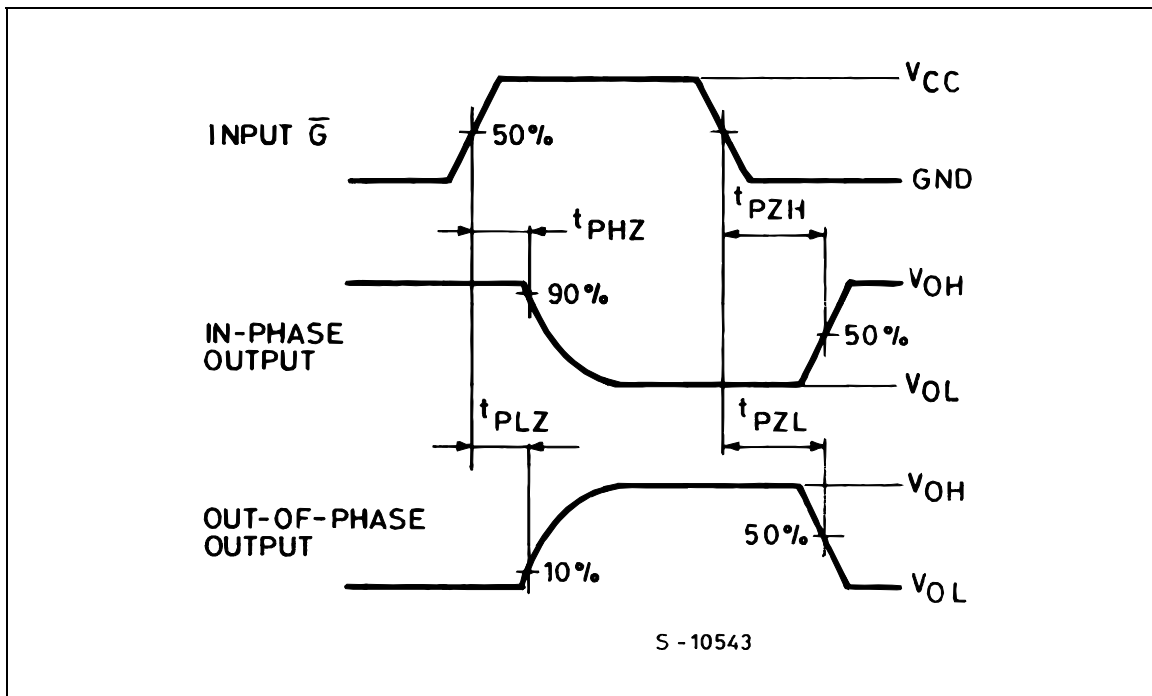 VCC
INPUT G̅
50%
GND
tPZH
tPHZ
VOH
90%
IN-PHASE
OUTPUT
50%
VOL
tPLZ
tPZL
VOH
OUT-OF-PHASE
OUTPUT
50%
10%
VOL
S-10543